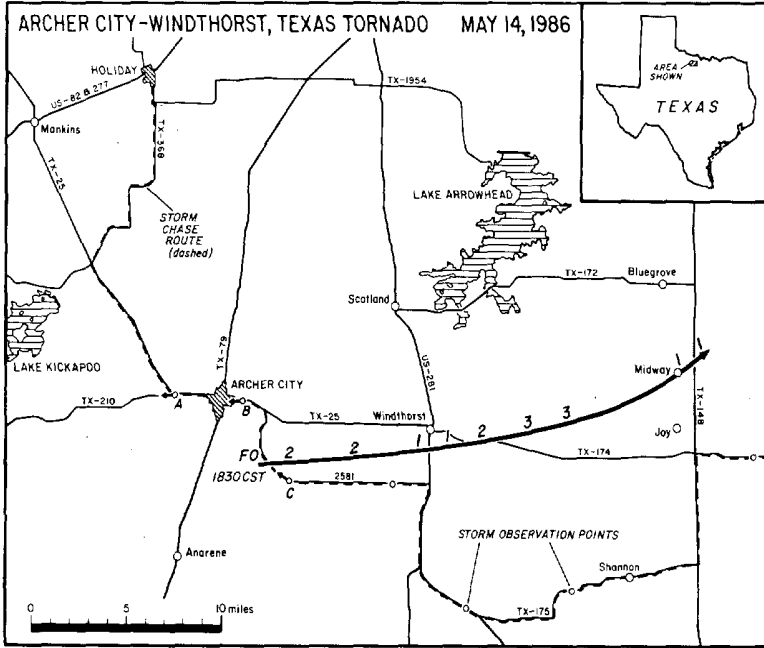 ARCHER CITY-WINDTHORST, TEXAS TORNADO MAY 14, 1986
AREA
SHOWN
TEXAS
HOLIDAY
US-82 & 277
Mankins
TX-1954
TX-368
TX-25
STORM
CHASE
ROUTE
(dashed)
LAKE ARROWHEAD
TX-172
Bluegrove
Scotland
LAKE KICKAPOO
TX-79
US-281
ARCHER CITY
TX-210
A
B
TX-25
Windthorst
Midway
1
1
TX-148
Joy
FO
2
2
1
1
2
3
3
1830 CST
C
2581
TX-174
Anarene
STORM OBSERVATION POINTS
Shannon
TX-175
0 5 10 miles